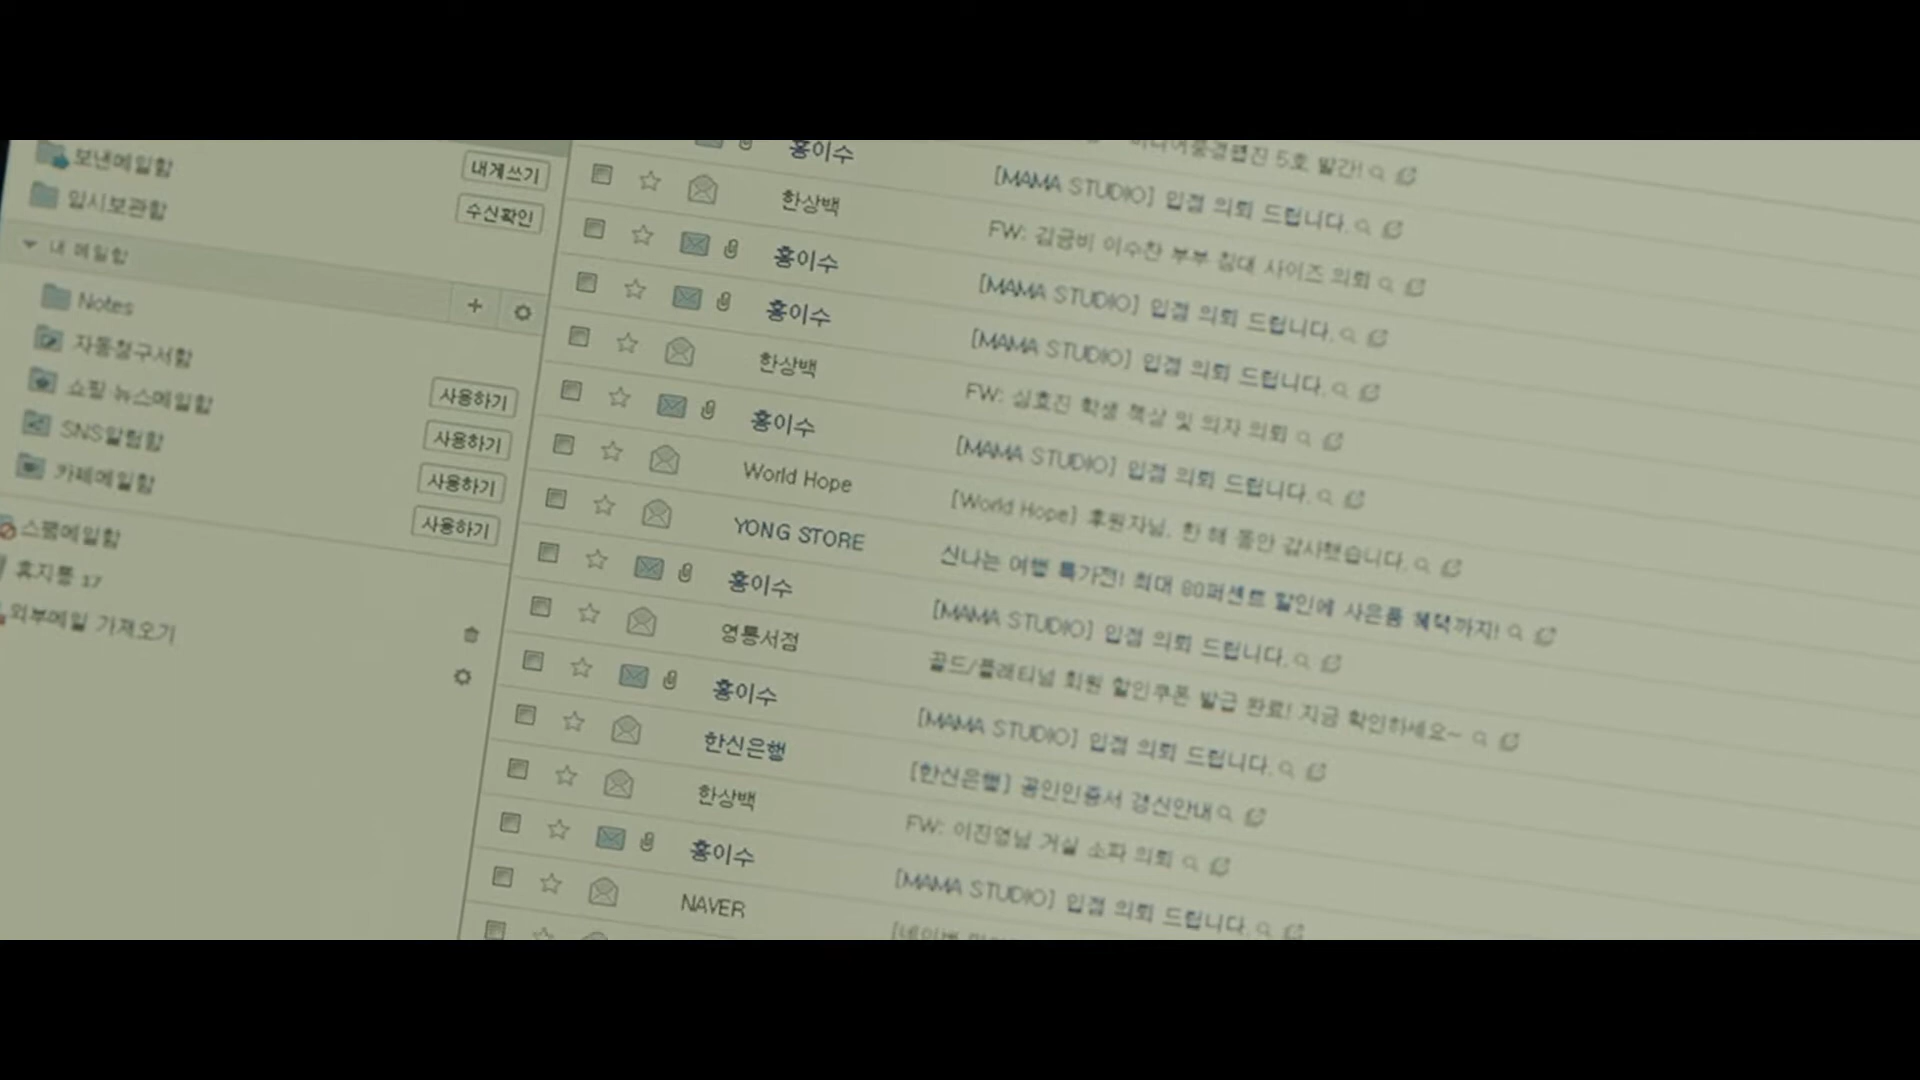 보낸메일함
내게쓰기
임시보관함
수신확인
내 메일함
Notes
자동청구서함
쇼핑 뉴스메일함
사용하기
SNS알림함
사용하기
카페메일함
사용하기
사용하기
스팸메일함
휴지통 17
외부메일 가져오기
홍이수 5호 발간!
한상백 [MAMA STUDIO] 입점 의뢰 드립니다.
홍이수 FW: 김금비 이수찬 부부 침대 사이즈 의뢰
홍이수 [MAMA STUDIO] 입점 의뢰 드립니다.
한상백 [MAMA STUDIO] 입점 의뢰 드립니다.
홍이수 FW: 심효진 학생 책상 및 의자 의뢰
World Hope [MAMA STUDIO] 입점 의뢰 드립니다.
YONG STORE [World Hope] 후원자님, 한 해 동안 감사했습니다.
홍이수 신나는 여행 특가전! 최대 80퍼센트 할인에 사은품 혜택까지!
영통서점 [MAMA STUDIO] 입점 의뢰 드립니다.
홍이수 골드/플래티넘 회원 할인쿠폰 발급 완료! 지금 확인하세요~
한신은행 [MAMA STUDIO] 입점 의뢰 드립니다.
한상백 [한신은행] 공인인증서 갱신안내
홍이수 FW: 이진영님 거실 소파 의뢰
NAVER [MAMA STUDIO] 입점 의뢰 드립니다.